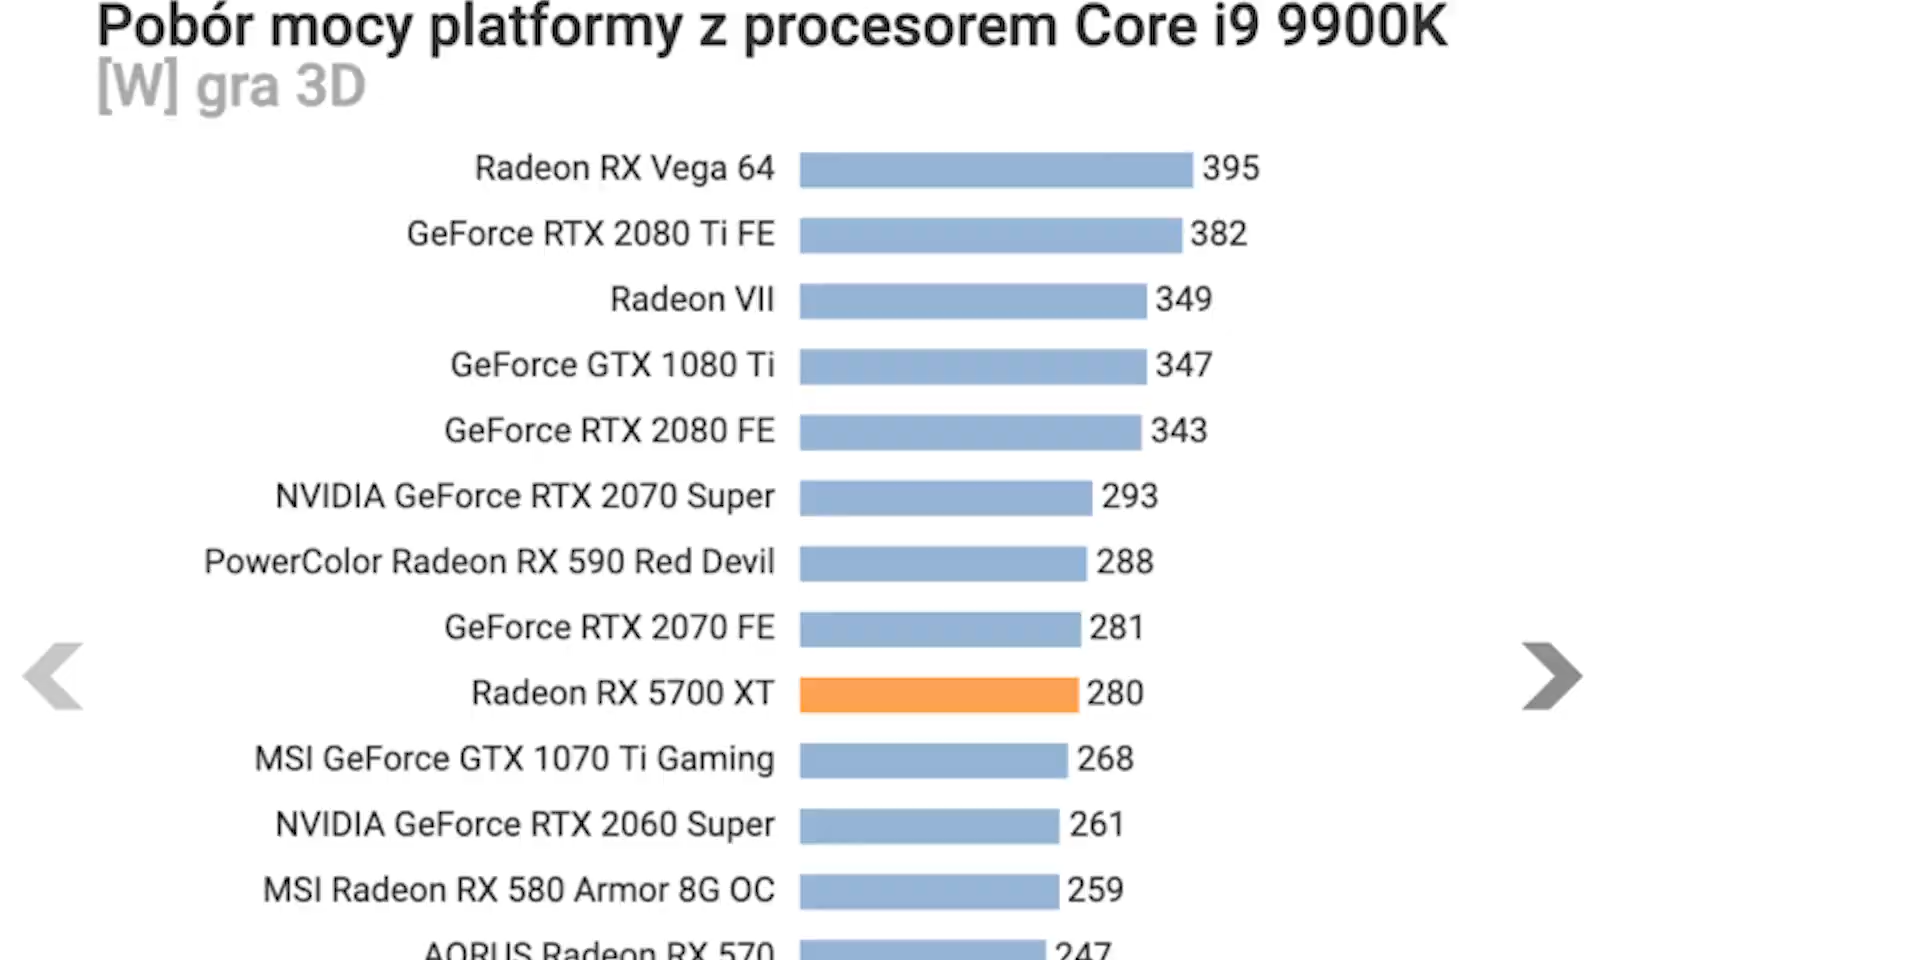 Pobór mocy platformy z procesorem Core i9 9900K
[W] gra 3D
Radeon RX Vega 64 395
GeForce RTX 2080 Ti FE 382
Radeon VII 349
GeForce GTX 1080 Ti 347
GeForce RTX 2080 FE 343
NVIDIA GeForce RTX 2070 Super 293
PowerColor Radeon RX 590 Red Devil 288
GeForce RTX 2070 FE 281
Radeon RX 5700 XT 280
MSI GeForce GTX 1070 Ti Gaming 268
NVIDIA GeForce RTX 2060 Super 261
MSI Radeon RX 580 Armor 8G OC 259
AORUS Radeon RX 570 247